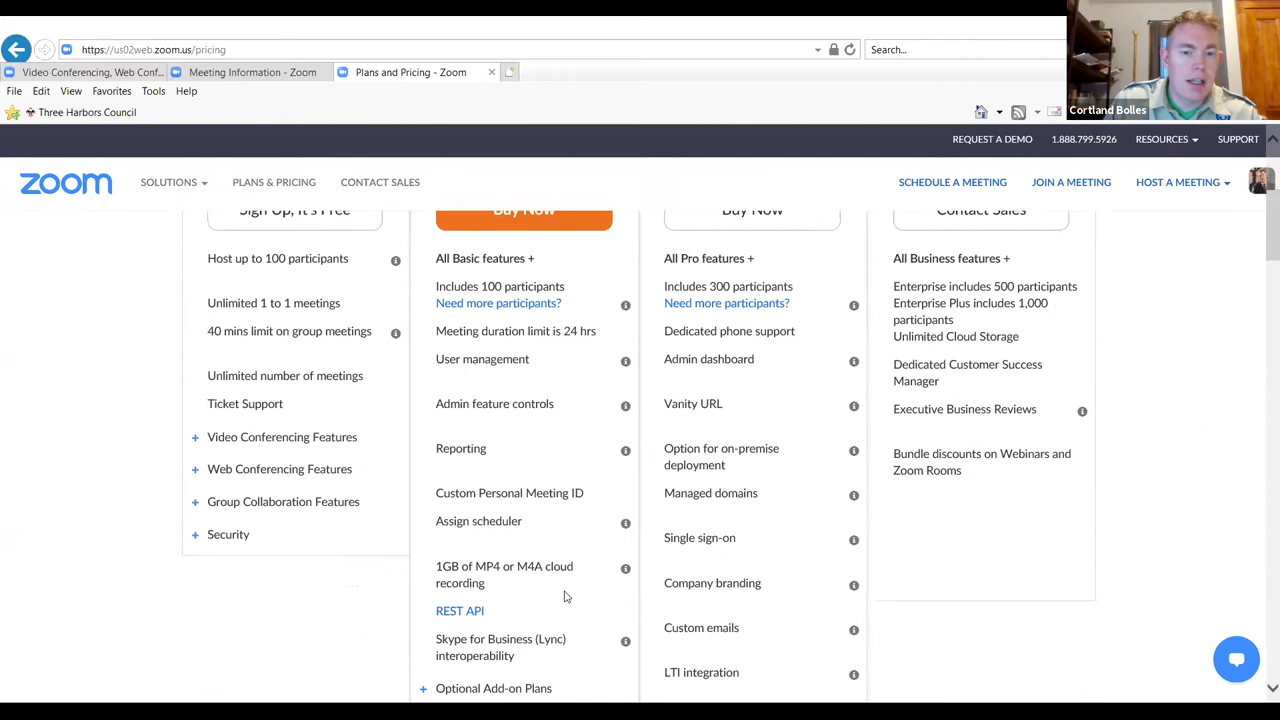 https://us02web.zoom.us/pricing
Search...
Cortland Bolles
Video Conferencing, Web Conf...
Meeting Information - Zoom
Plans and Pricing - Zoom
File Edit View Favorites Tools Help
Three Harbors Council
REQUEST A DEMO 1.888.799.5926 RESOURCES SUPPORT
zoom SOLUTIONS PLANS & PRICING CONTACT SALES SCHEDULE A MEETING JOIN A MEETING HOST A MEETING
Sign Up, It's Free
Host up to 100 participants
Unlimited 1 to 1 meetings
40 mins limit on group meetings
Unlimited number of meetings
Ticket Support
+ Video Conferencing Features
+ Web Conferencing Features
+ Group Collaboration Features
+ Security
Buy Now
All Basic features +
Includes 100 participants
Need more participants?
Meeting duration limit is 24 hrs
User management
Admin feature controls
Reporting
Custom Personal Meeting ID
Assign scheduler
1GB of MP4 or M4A cloud
recording
REST API
Skype for Business (Lync)
interoperability
+ Optional Add-on Plans
Buy Now
All Pro features +
Includes 300 participants
Need more participants?
Dedicated phone support
Admin dashboard
Vanity URL
Option for on-premise
deployment
Managed domains
Single sign-on
Company branding
Custom emails
LTI integration
Contact Sales
All Business features +
Enterprise includes 500 participants
Enterprise Plus includes 1,000
participants
Unlimited Cloud Storage
Dedicated Customer Success
Manager
Executive Business Reviews
Bundle discounts on Webinars and
Zoom Rooms